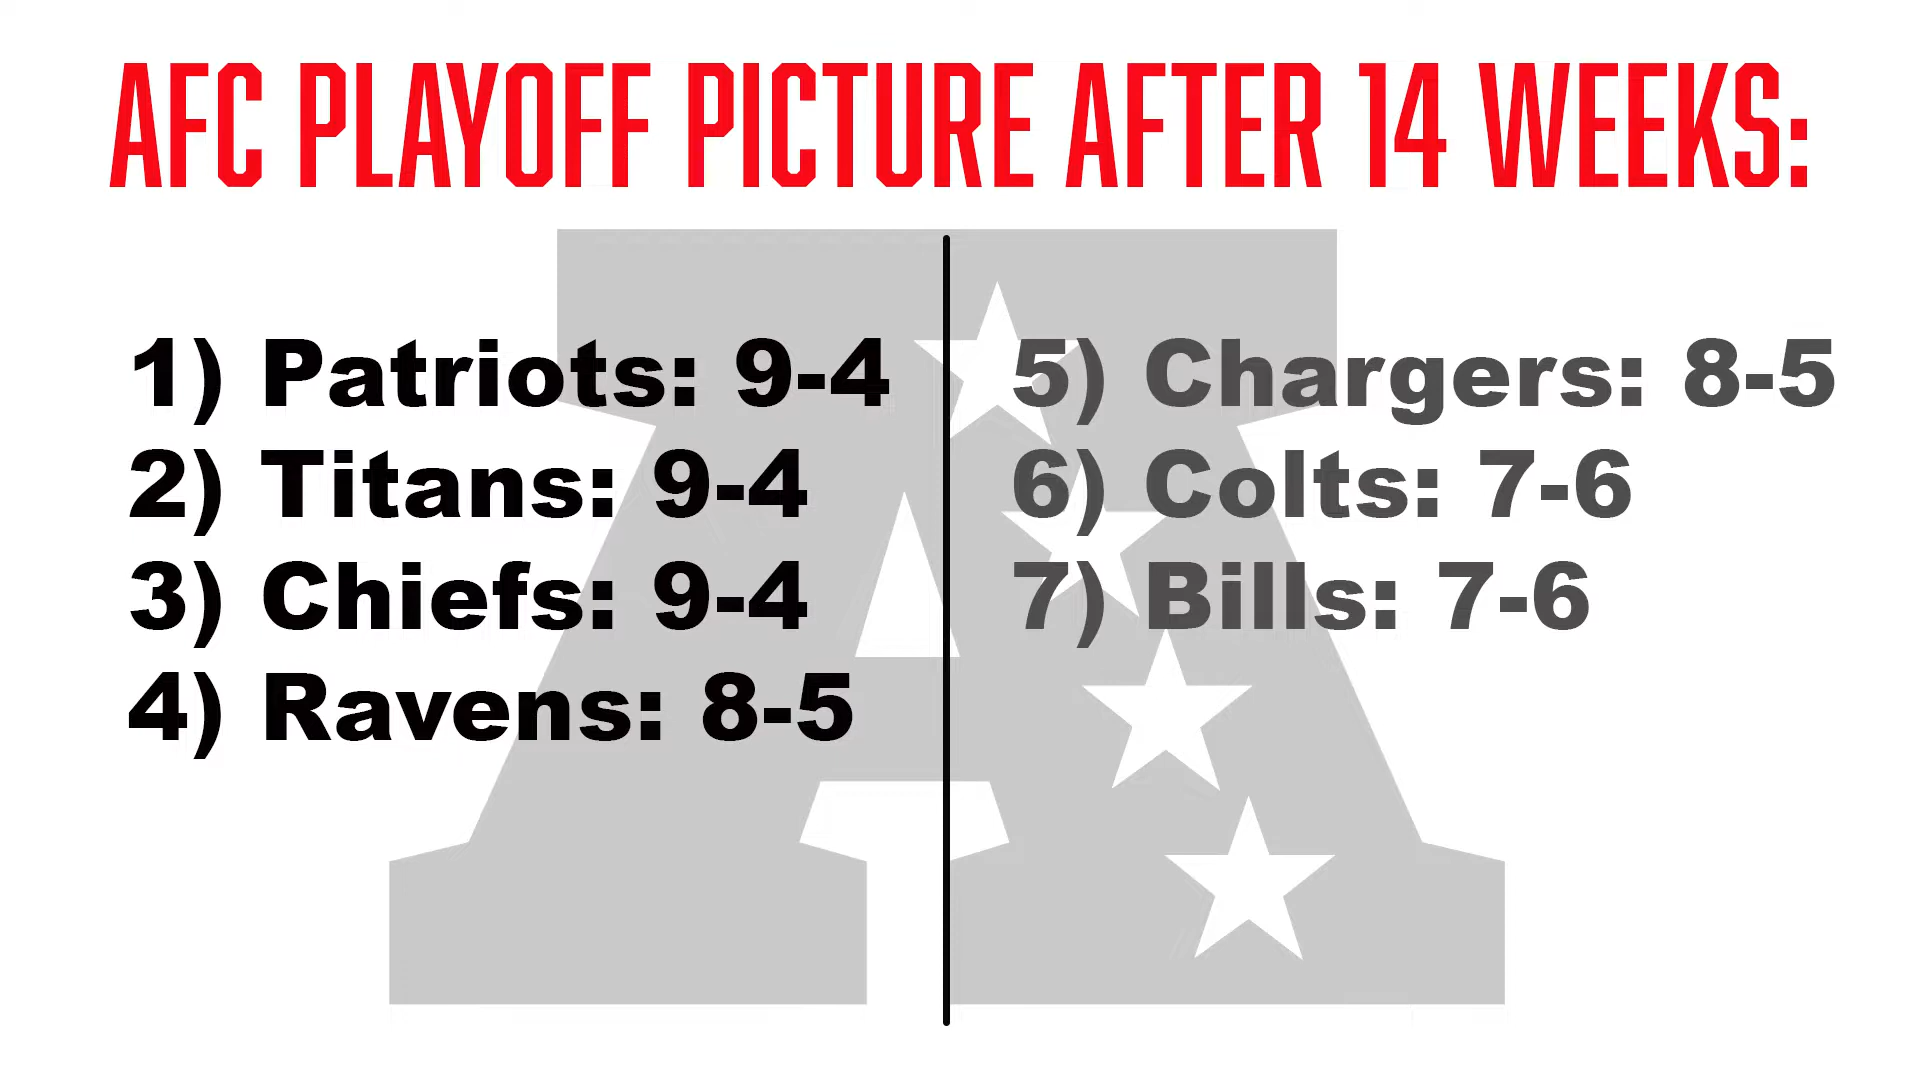 AFC PLAYOFF PICTURE AFTER 14 WEEKS:
1) Patriots: 9-4
2) Titans: 9-4
3) Chiefs: 9-4
4) Ravens: 8-5
5) Chargers: 8-5
6) Colts: 7-6
7) Bills: 7-6